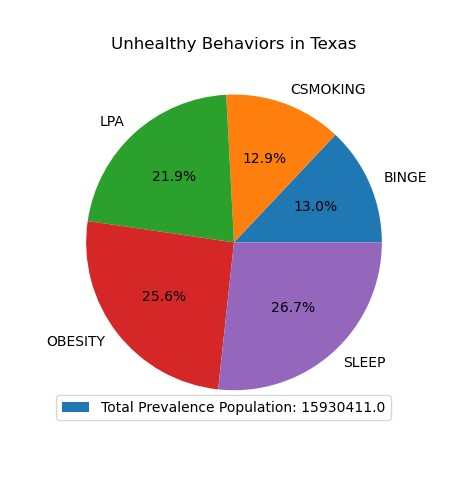 Unhealthy Behaviors in Texas
CSMOKING
LPA
BINGE
12.9%
21.9%
13.0%
25.6%
26.7%
OBESITY
SLEEP
Total Prevalence Population: 15930411.0